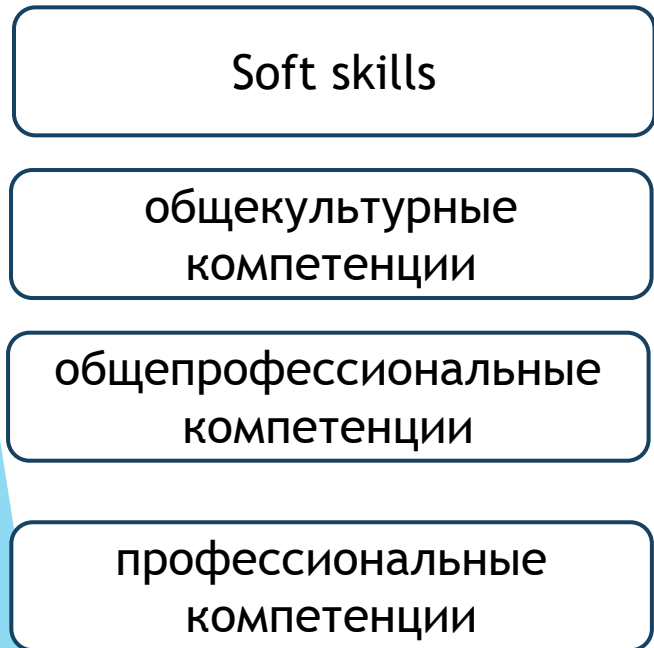 Soft skills
общекультурные
компетенции
общепрофессиональные
компетенции
профессиональные
компетенции